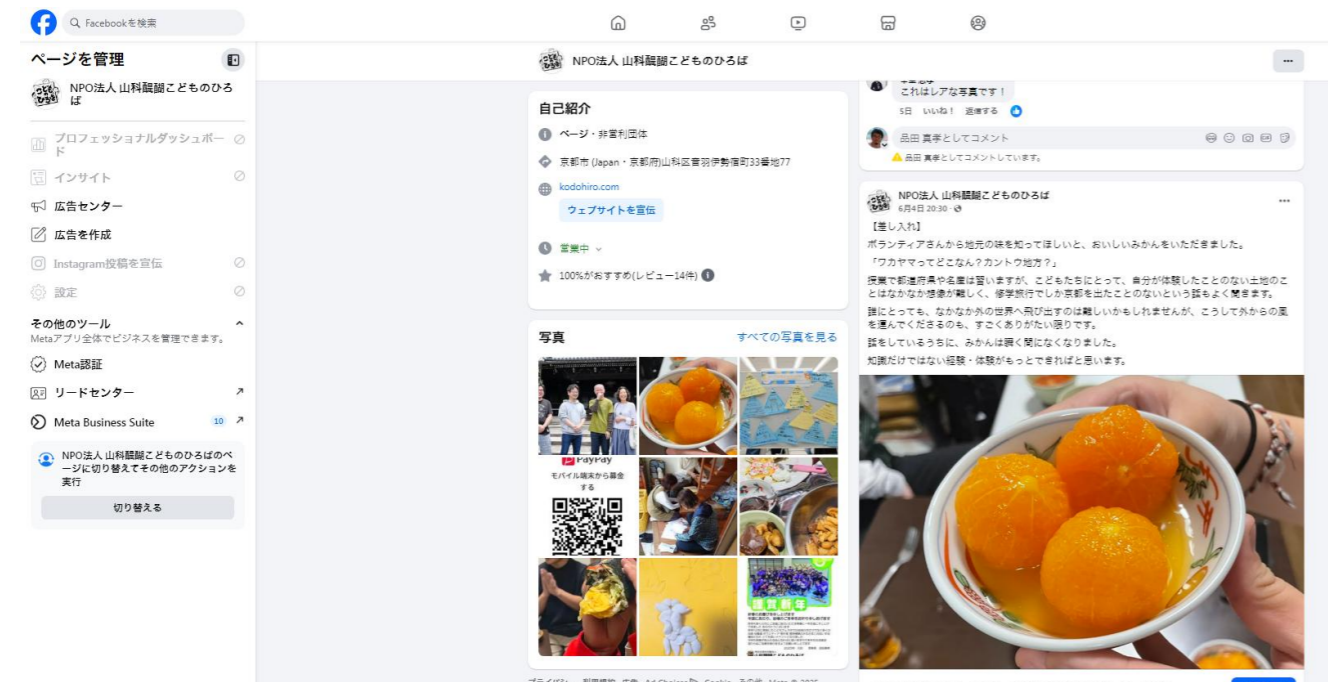 Facebookを検索
ページを管理
NPO法人 山科醍醐こどものひろ
ば
プロフェッショナルダッシュボー
ド
インサイト
広告センター
広告を作成
Instagram投稿を宣伝
設定
その他のツール
Metaアプリ全体でビジネスを管理できます。
Meta認証
リードセンター
Meta Business Suite
10
NPO法人 山科醍醐こどものひろばのペ
ージに切り替えてその他のアクションを
実行
切り替える
NPO法人 山科醍醐こどものひろば
自己紹介
ページ・非営利団体
京都市 (Japan・京都府)山科区音羽伊勢宿町33番地77
kodohiro.com
ウェブサイトを宣伝
営業中
100%がおすすめ(レビュー14件)
写真
すべての写真を見る
PayPay
モバイル端末から募金
する
謹賀新年
プライバシー・利用規約・広告・Ad Choices・Cookie・その他・Meta © 2025
これはレアな写真です！
5日 いいね！ 返信する
品田 真孝としてコメント
品田 真孝としてコメントしています。
NPO法人 山科醍醐こどものひろば
6月4日 20:30
【差し入れ】
ボランティアさんから地元の味を知ってほしいと、おいしいみかんをいただきました。
「ワカヤマってどこなん？カントウ地方？」
授業で都道府県や名産は習いますが、こどもたちにとって、自分が体験したことのない土地のこ
とはなかなか想像が難しく、修学旅行でしか京都を出たことのないという話もよく聞きます。
誰にとっても、なかなか外の世界へ飛び出すのは難しいかもしれませんが、こうして外からの風
を運んでくださるのも、すごくありがたい限りです。
話をしているうちに、みかんは瞬く間になくなりました。
知識だけではない経験・体験がもっとできればと思います。